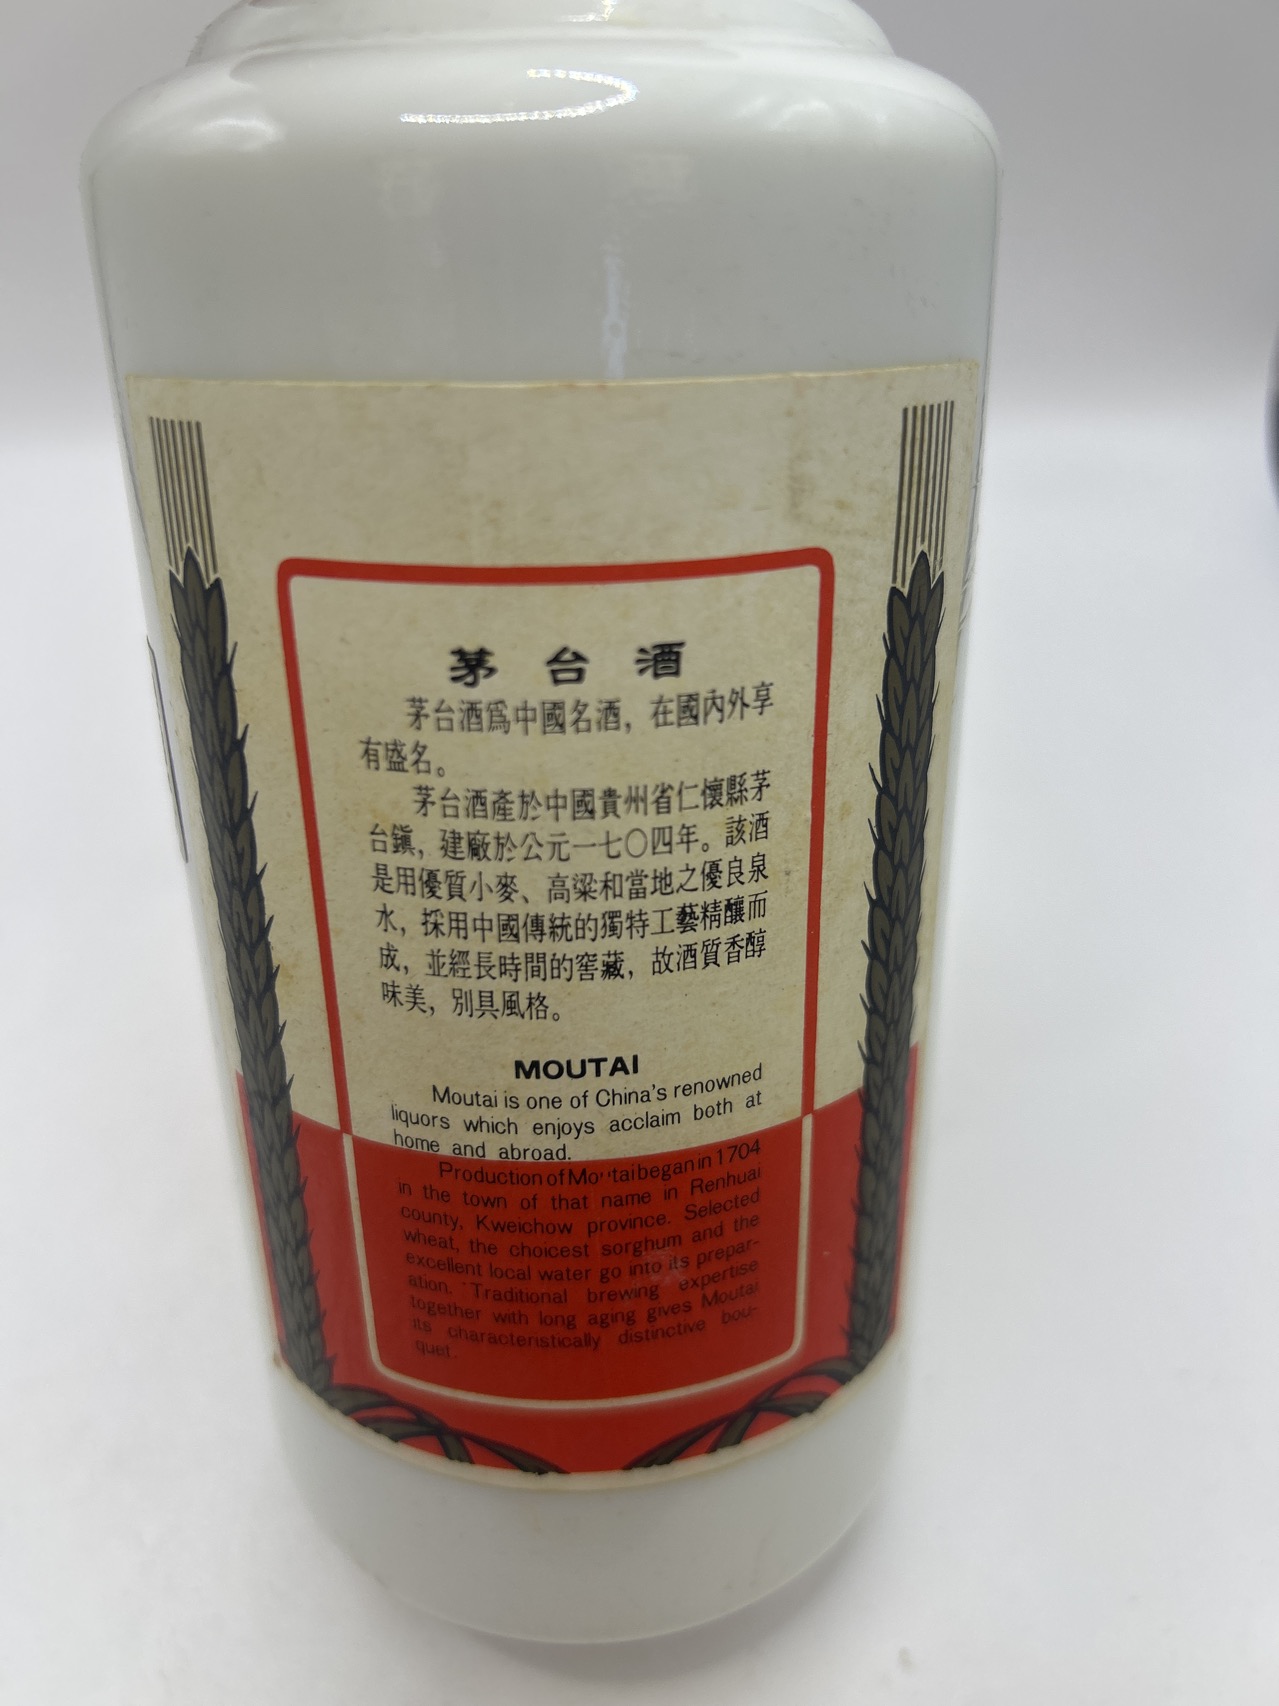 茅台酒
茅台酒爲中國名酒，在國內外享
有盛名。
茅台酒產於中國貴州省仁懷縣茅
台鎭，建廠於公元一七〇四年。該酒
是用優質小麥、高粱和當地之優良泉
水，採用中國傳統的獨特工藝精釀而
成，並經長時間的窖藏，故酒質香醇
味美，別具風格。
MOUTAI
Moutai is one of China's renowned
liquors which enjoys acclaim both at
home and abroad.
Production of Moutai began in 1704
in the town of that name in Renhuai
county, Kweichow province. Selected
wheat, the choicest sorghum and the
excellent local water go into its prepar-
ation. Traditional brewing expertise
together with long aging gives Moutai
its characteristically distinctive bou-
quet.